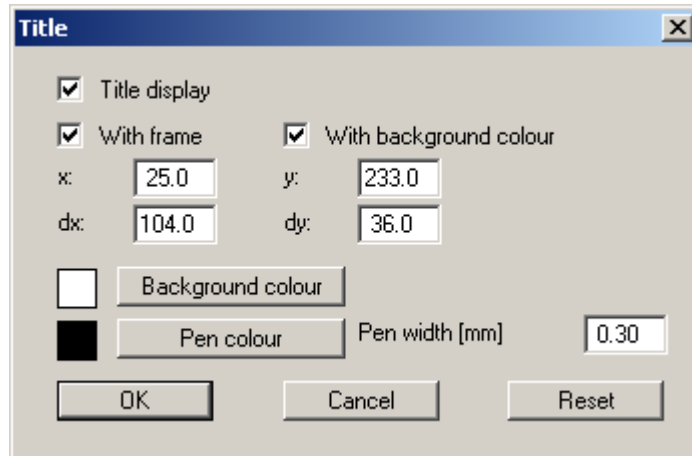 Title
Title display
With frame With background colour
x: 25.0 y: 233.0
dx: 104.0 dy: 36.0
Background colour
Pen colour Pen width [mm] 0.30
OK Cancel Reset